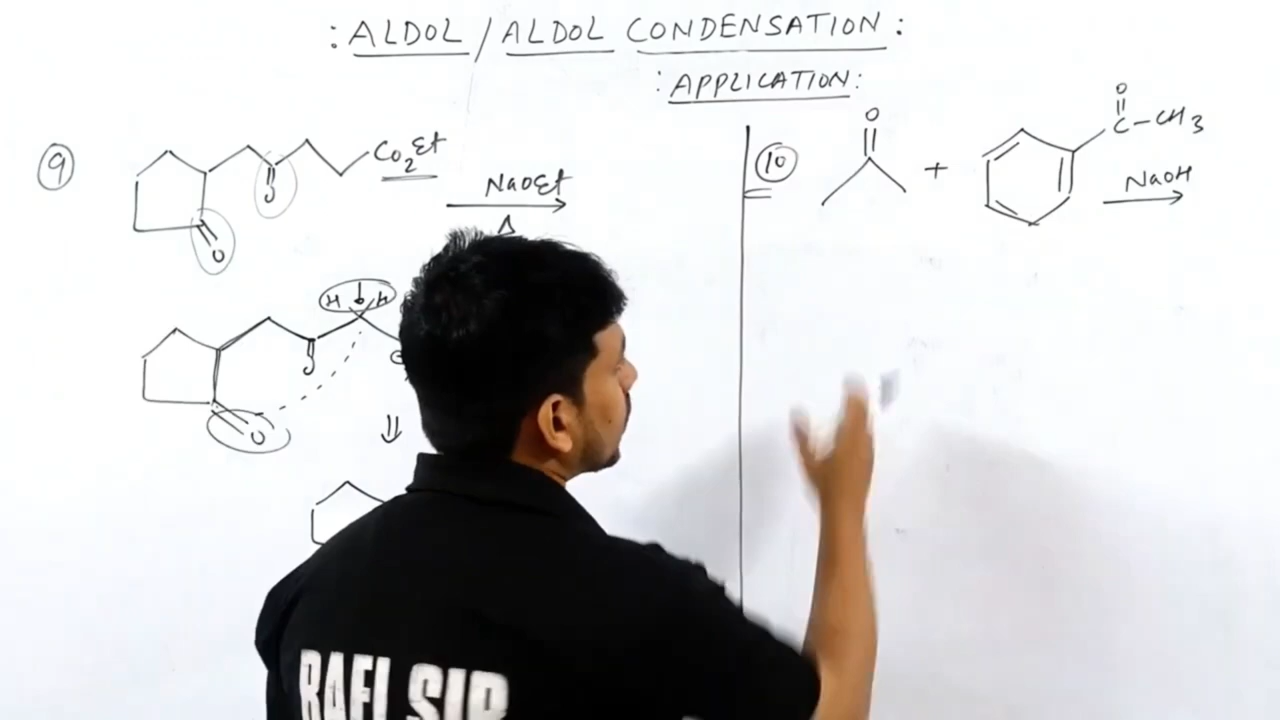 : ALDOL / ALDOL CONDENSATION :
: APPLICATION :
9
O
O
CO2Et
NaOEt
Δ
10
O
+
O
C-CH3
NaOH
H H
O
O
⇓
RAFI SIR